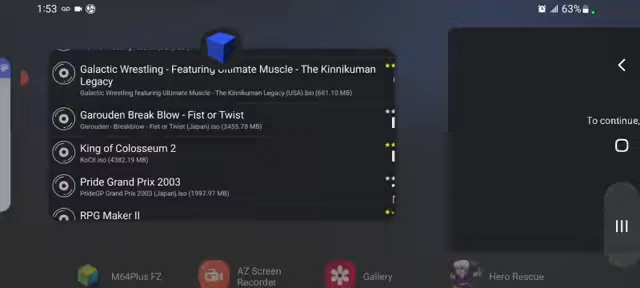 1:53
63%
Galactic Wrestling - Featuring Ultimate Muscle - The Kinnikuman
Legacy
Galactic Wrestling featuring Ultimate Muscle - The Kinnikuman Legacy (USA).bin (681.10 MB)
Garouden Break Blow - Fist or Twist
Garouden - Breakblow - Fist or Twist (Japan).iso (3455.78 MB)
King of Colosseum 2
KoCII.iso (4382.19 MB)
Pride Grand Prix 2003
PrideGP Grand Prix 2003 (Japan).iso (1997.97 MB)
RPG Maker II
To continue,
M64Plus FZ
AZ Screen
Recorder
Gallery
Hero Rescue